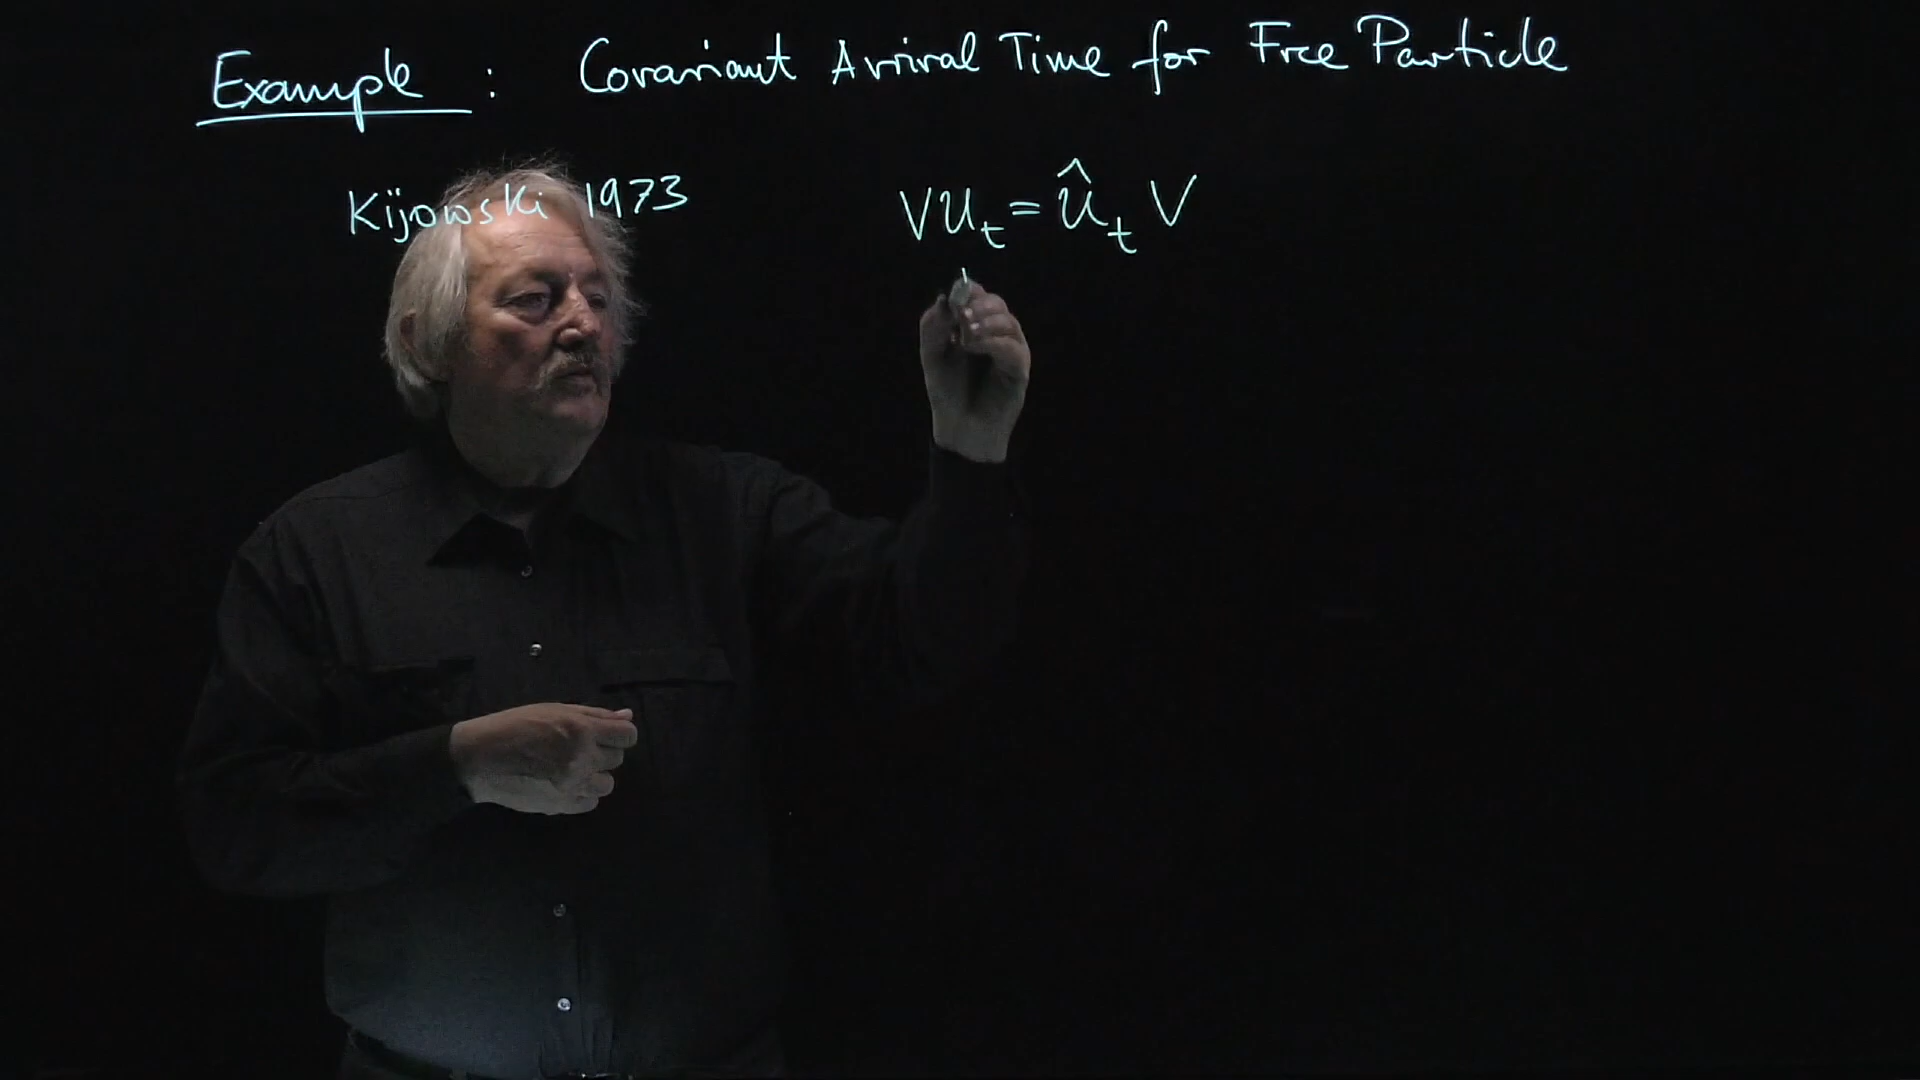 Example : Covariant Arrival Time for Free Particle
Kijowski 1973 VU_t = Û_t V